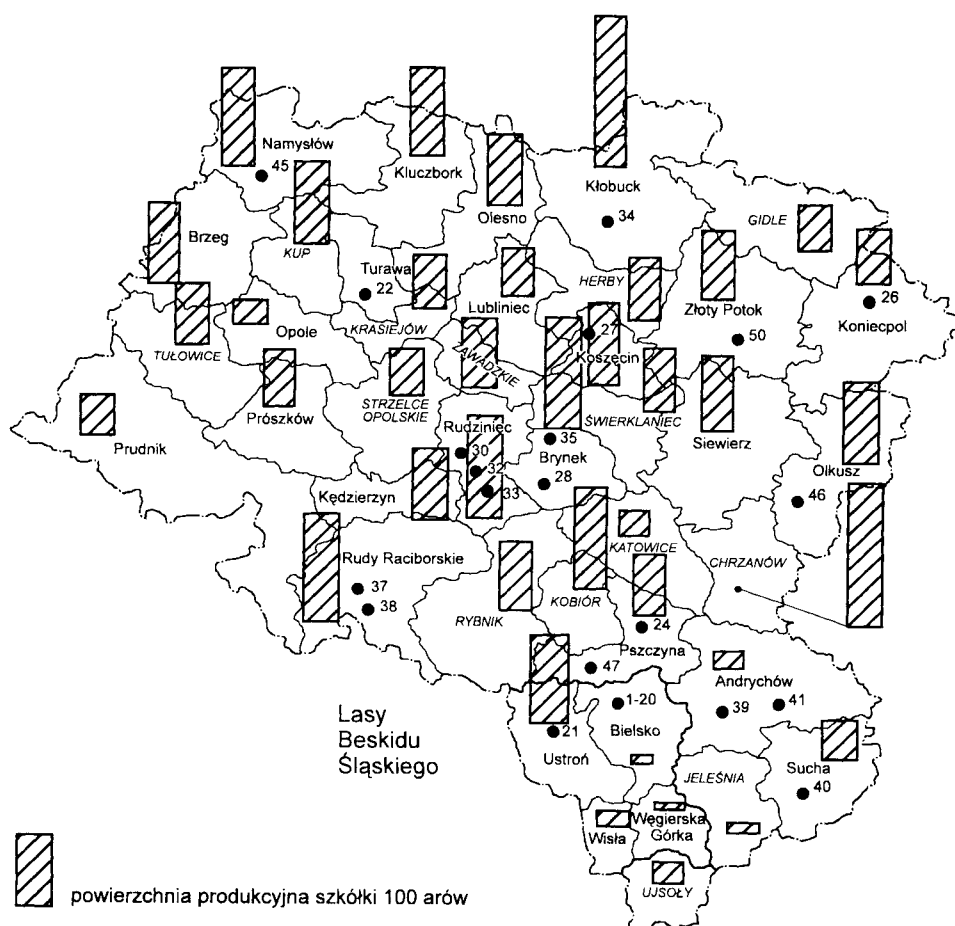 Namysłów
45
Kluczbork
Olesno
Kłobuck
34
GIDLE
Brzeg
KUP
Turawa
22
Lubliniec
HERBY
Złoty Potok
50
26
Koniecpol
TUŁOWICE
Opole
KRASIEJÓW
ZAWADZKIE
27
Koszęcin
Prudnik
Prószków
STRZELCE
OPOLSKIE
ŚWIERKLANIEC
Siewierz
Rudziniec
30
32
33
35
Brynek
28
Olkusz
46
Kędzierzyn
KATOWICE
CHRZANÓW
Rudy Raciborskie
37
38
RYBNIK
KOBIÓR
24
Pszczyna
47
Andrychów
39
41
1-20
Bielsko
21
Ustroń
Lasy
Beskidu
Śląskiego
JELEŚNIA
Sucha
40
Wisła
Węgierska
Górka
UJSOŁY
powierzchnia produkcyjna szkółki 100 arów